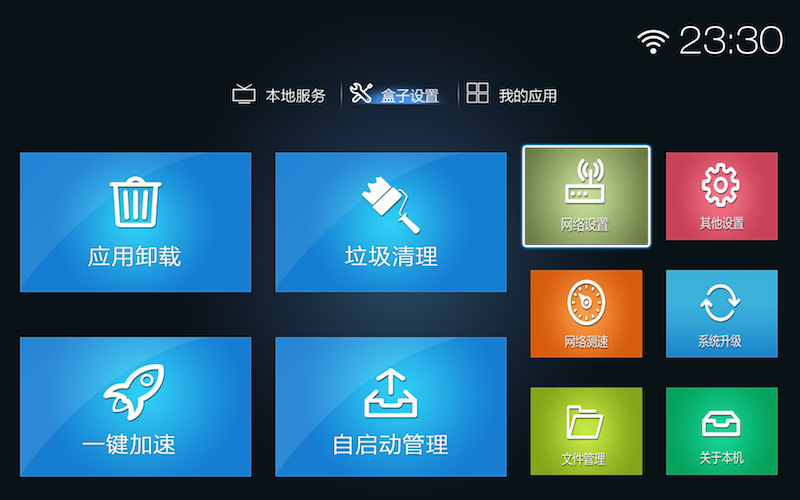 23:30
本地服务
盒子设置
我的应用
应用卸载
垃圾清理
网络设置
其他设置
网络测速
系统升级
一键加速
自启动管理
文件管理
关于本机